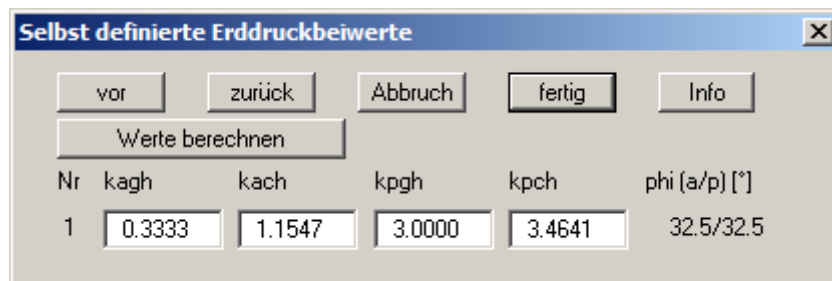 Selbst definierte Erddruckbeiwerte
vor zurück Abbruch fertig Info
Werte berechnen
Nr kagh kach kpgh kpch phi (a/p) [°]
1 0.3333 1.1547 3.0000 3.4641 32.5/32.5